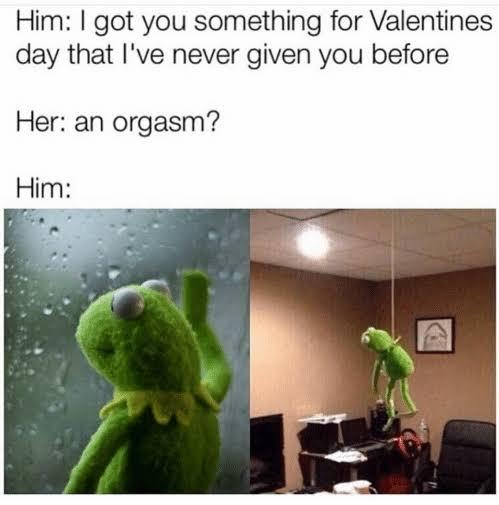 Him: I got you something for Valentines
day that I've never given you before
Her: an orgasm?
Him: